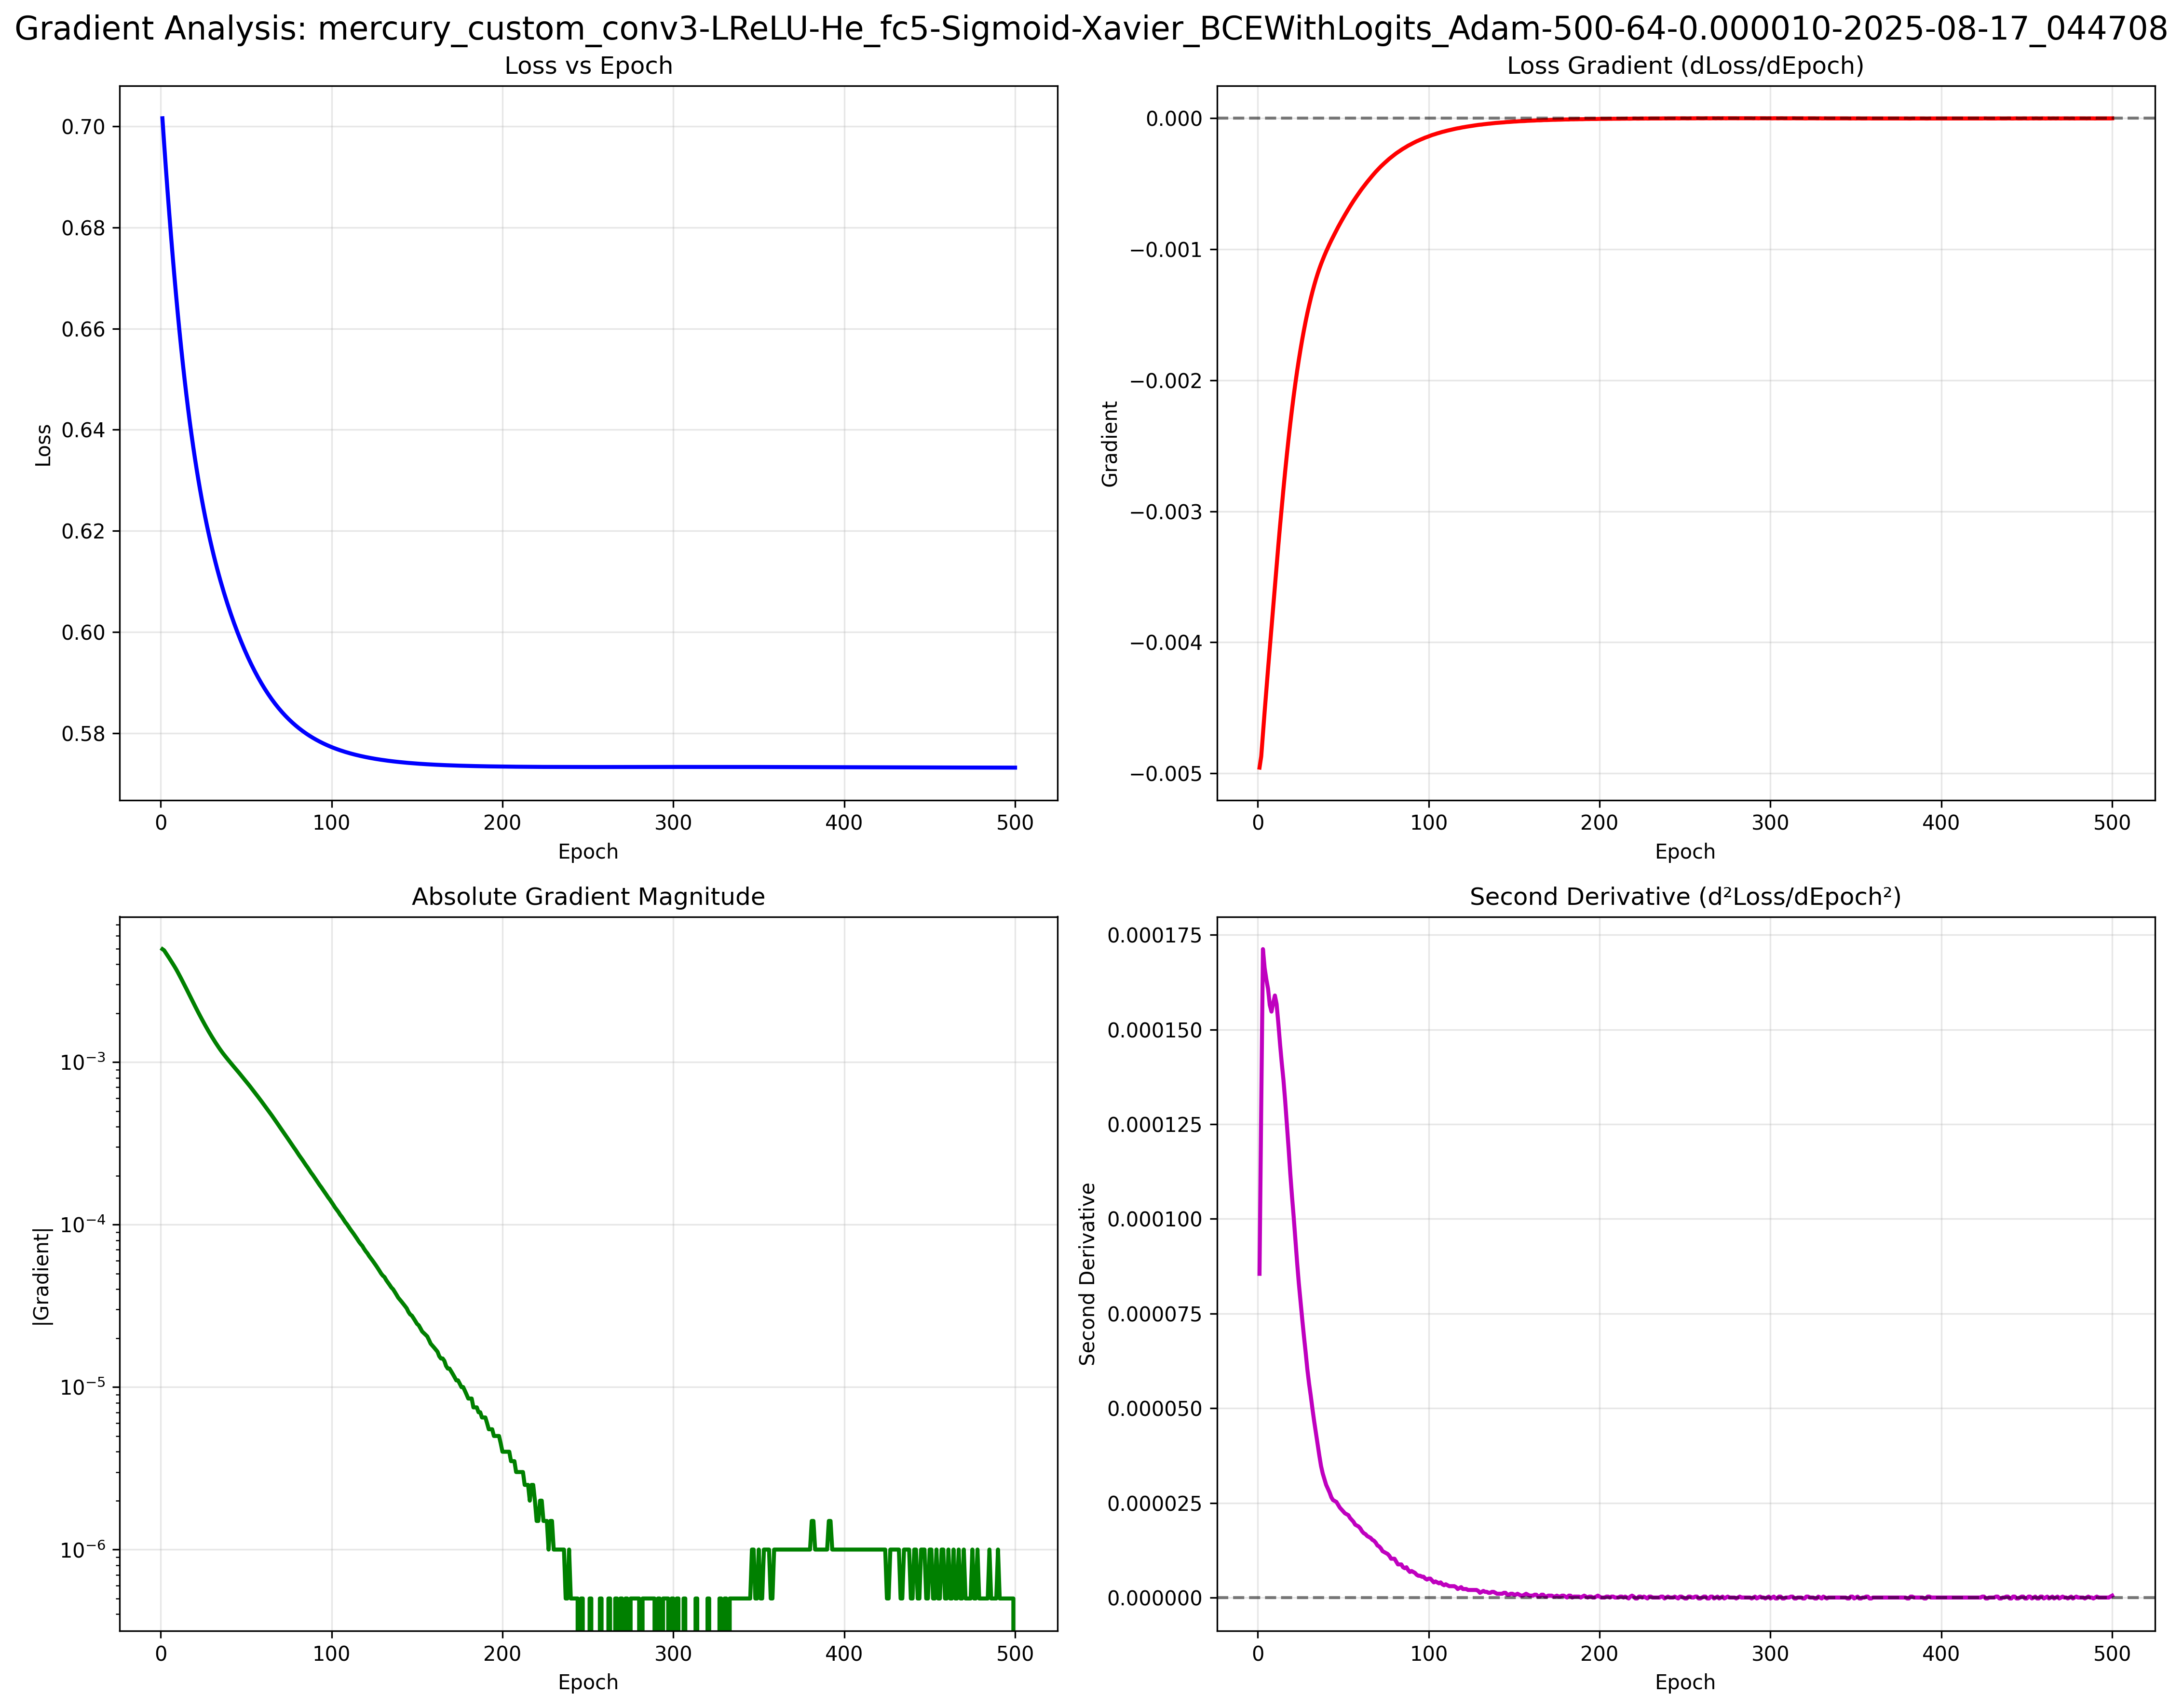 Gradient Analysis: mercury_custom_conv3-LReLU-He_fc5-Sigmoid-Xavier_BCEWithLogits_Adam-500-64-0.000010-2025-08-17_044708
Loss vs Epoch
0.70
0.68
0.66
0.64
0.62
0.60
0.58
Loss
0 100 200 300 400 500
Epoch
Loss Gradient (dLoss/dEpoch)
0.000
−0.001
−0.002
−0.003
−0.004
−0.005
Gradient
0 100 200 300 400 500
Epoch
Absolute Gradient Magnitude
10⁻³
10⁻⁴
10⁻⁵
10⁻⁶
|Gradient|
0 100 200 300 400 500
Epoch
Second Derivative (d²Loss/dEpoch²)
0.000175
0.000150
0.000125
0.000100
0.000075
0.000050
0.000025
0.000000
Second Derivative
0 100 200 300 400 500
Epoch